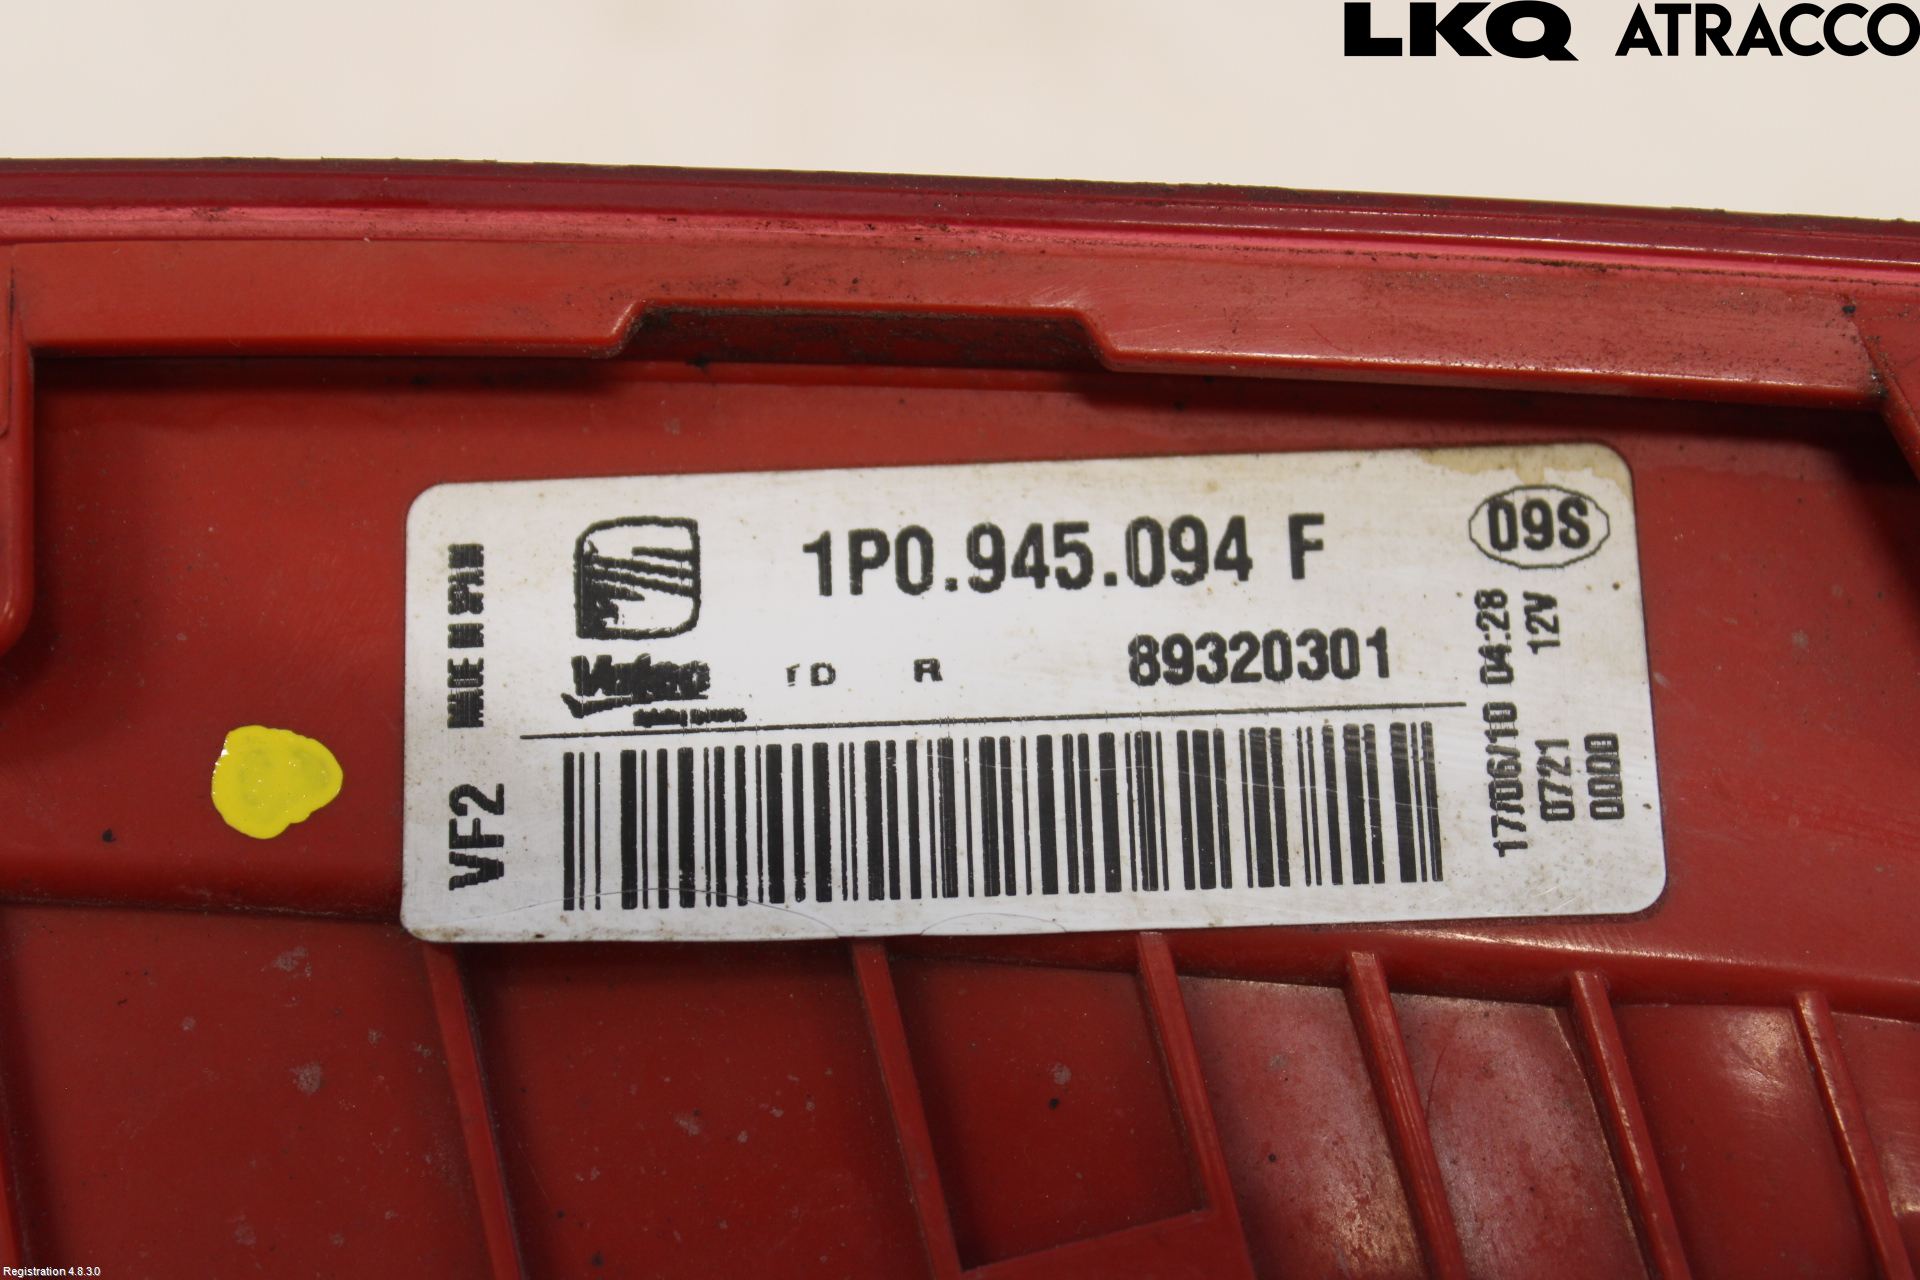 LKQ ATRACCO
1P0.945.094 F
09S
MADE IN SPAIN
Valeo
TD R
89320301
VF2
17/06/10 04:28
12V
0721
0000
Registration 4.8.3.0